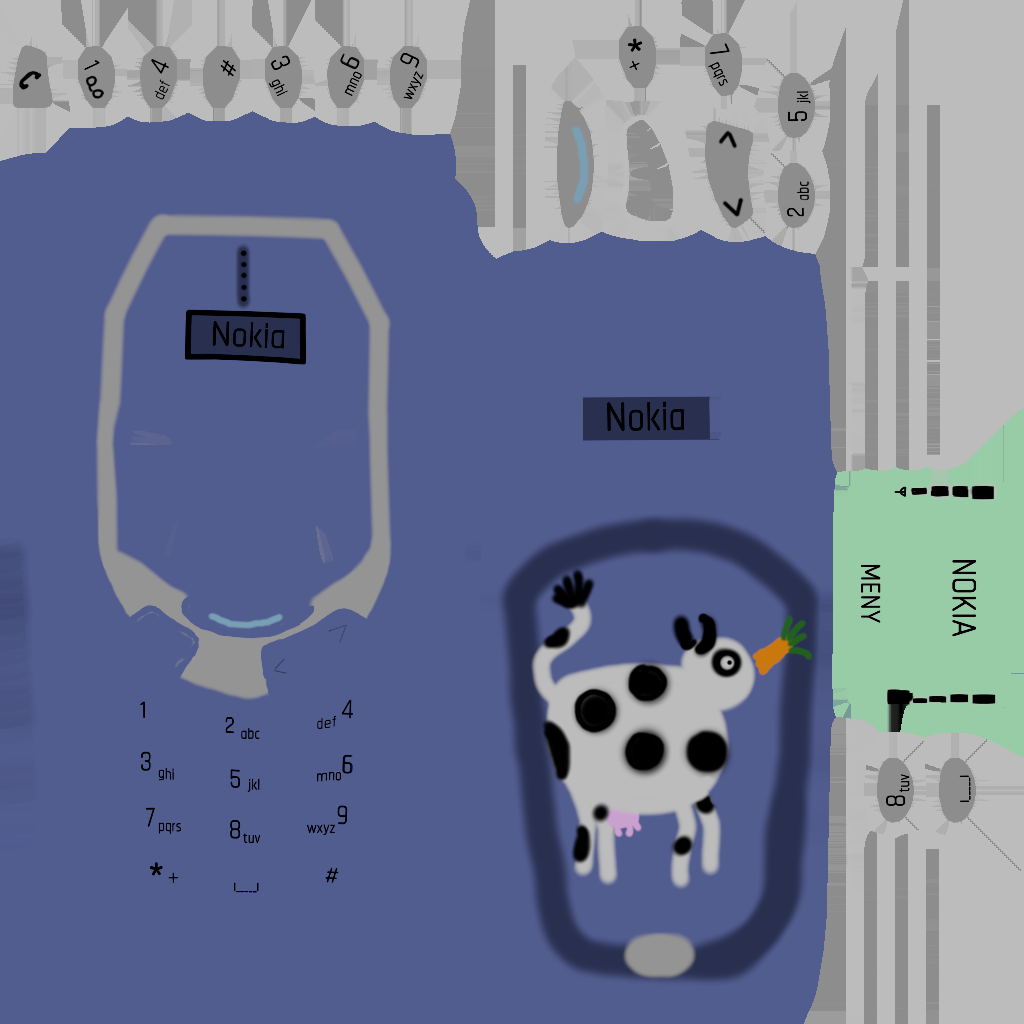 1
4
def
#
3
ghi
6
mno
9
wxyz
*
+
7
pqrs
5 jkl
2 abc
Nokia
Nokia
MENY
NOKIA
1
2 abc
def 4
3 ghi
5 jkl
mno 6
7 pqrs
8 tuv
wxyz 9
* +
#
8 tuv